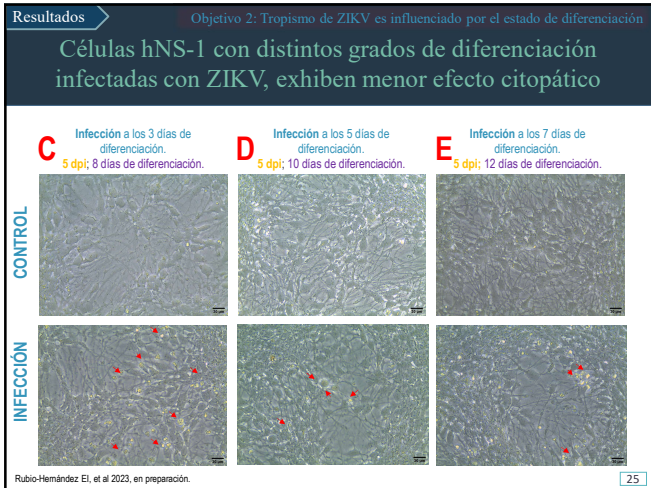 Resultados
Objetivo 2: Tropismo de ZIKV es influenciado por el estado de diferenciación
Células hNS-1 con distintos grados de diferenciación
infectadas con ZIKV, exhiben menor efecto citopático
C
Infección a los 3 días de
diferenciación.
5 dpi; 8 días de diferenciación.
D
Infección a los 5 días de
diferenciación.
5 dpi; 10 días de diferenciación.
E
Infección a los 7 días de
diferenciación.
5 dpi; 12 días de diferenciación.
CONTROL
INFECCIÓN
Rubio-Hernández EI, et al 2023, en preparación.
25